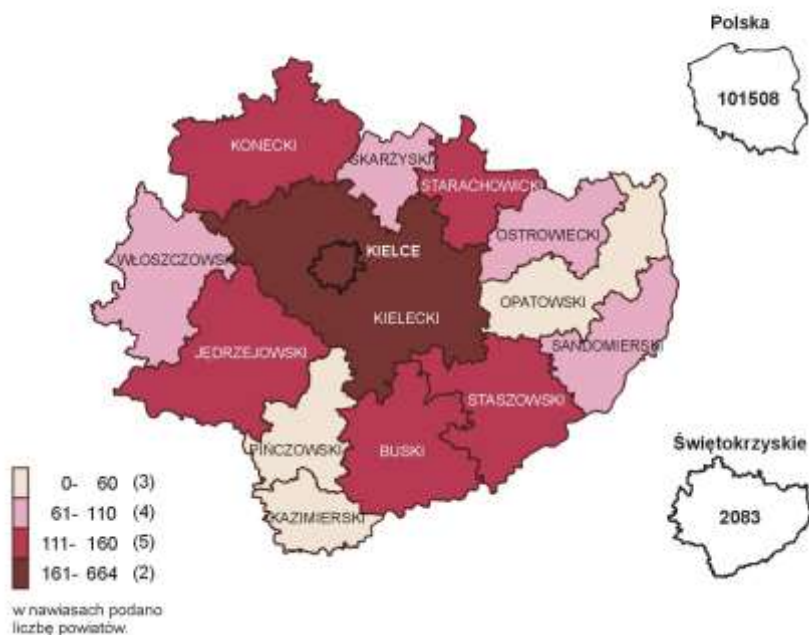 Polska
101508
KONECKI
SKARŻYSKI
STARACHOWICKI
OSTROWIECKI
KIELCE
WŁOSZCZOWSKI
OPATOWSKI
KIELECKI
SANDOMIERSKI
JEDRZEJOWSKI
STASZOWSKI
PIŃCZOWSKI
BUSKI
KAZIMIERSKI
Świętokrzyskie
2083
0- 60 (3)
61- 110 (4)
111- 160 (5)
161- 664 (2)
w nawiasach podano
liczbę powiatów.